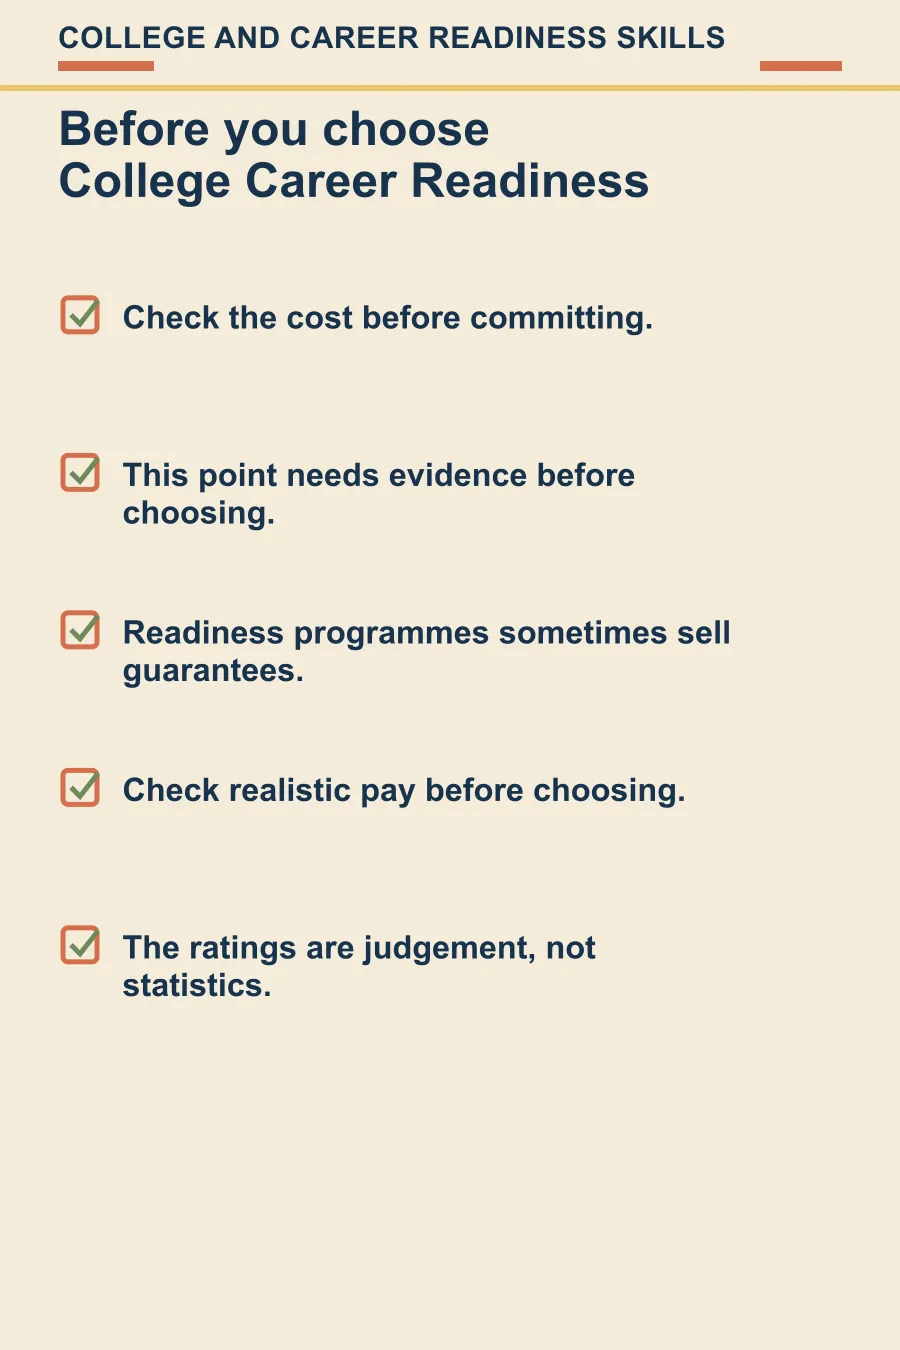 COLLEGE AND CAREER READINESS SKILLS
Before you choose
College Career Readiness
Check the cost before committing.
This point needs evidence before
choosing.
Readiness programmes sometimes sell
guarantees.
Check realistic pay before choosing.
The ratings are judgement, not
statistics.